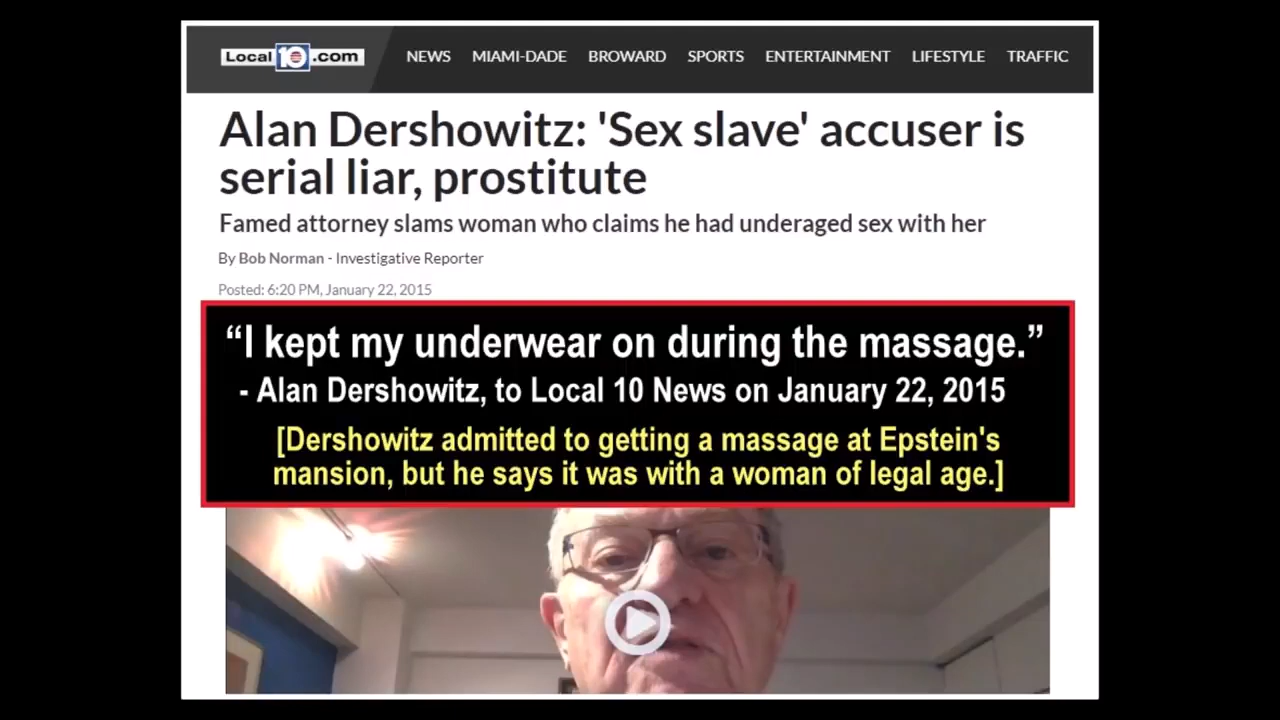 Local 10 .com NEWS MIAMI-DADE BROWARD SPORTS ENTERTAINMENT LIFESTYLE TRAFFIC
Alan Dershowitz: 'Sex slave' accuser is
serial liar, prostitute
Famed attorney slams woman who claims he had underaged sex with her
By Bob Norman - Investigative Reporter
Posted: 6:20 PM, January 22, 2015
“I kept my underwear on during the massage.”
- Alan Dershowitz, to Local 10 News on January 22, 2015
[Dershowitz admitted to getting a massage at Epstein's
mansion, but he says it was with a woman of legal age.]